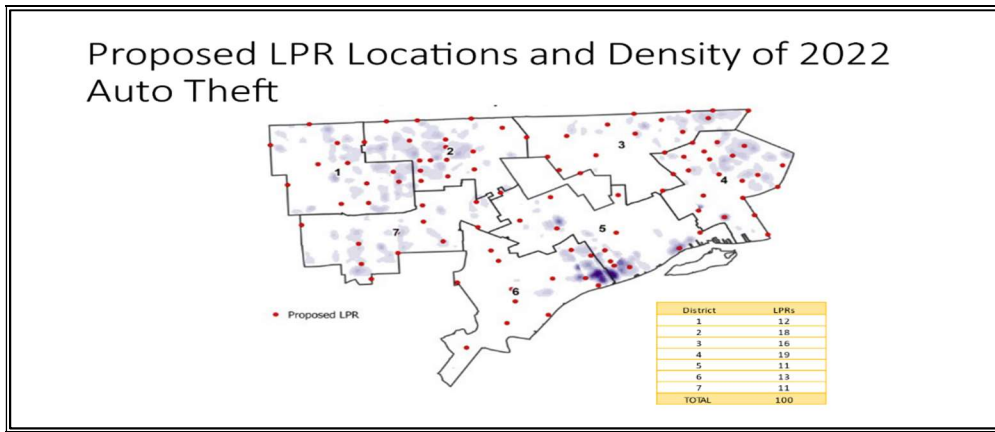 Proposed LPR Locations and Density of 2022
Auto Theft
1
2
3
4
5
6
7
Proposed LPR
District LPRs
1 12
2 18
3 16
4 19
5 11
6 13
7 11
TOTAL 100